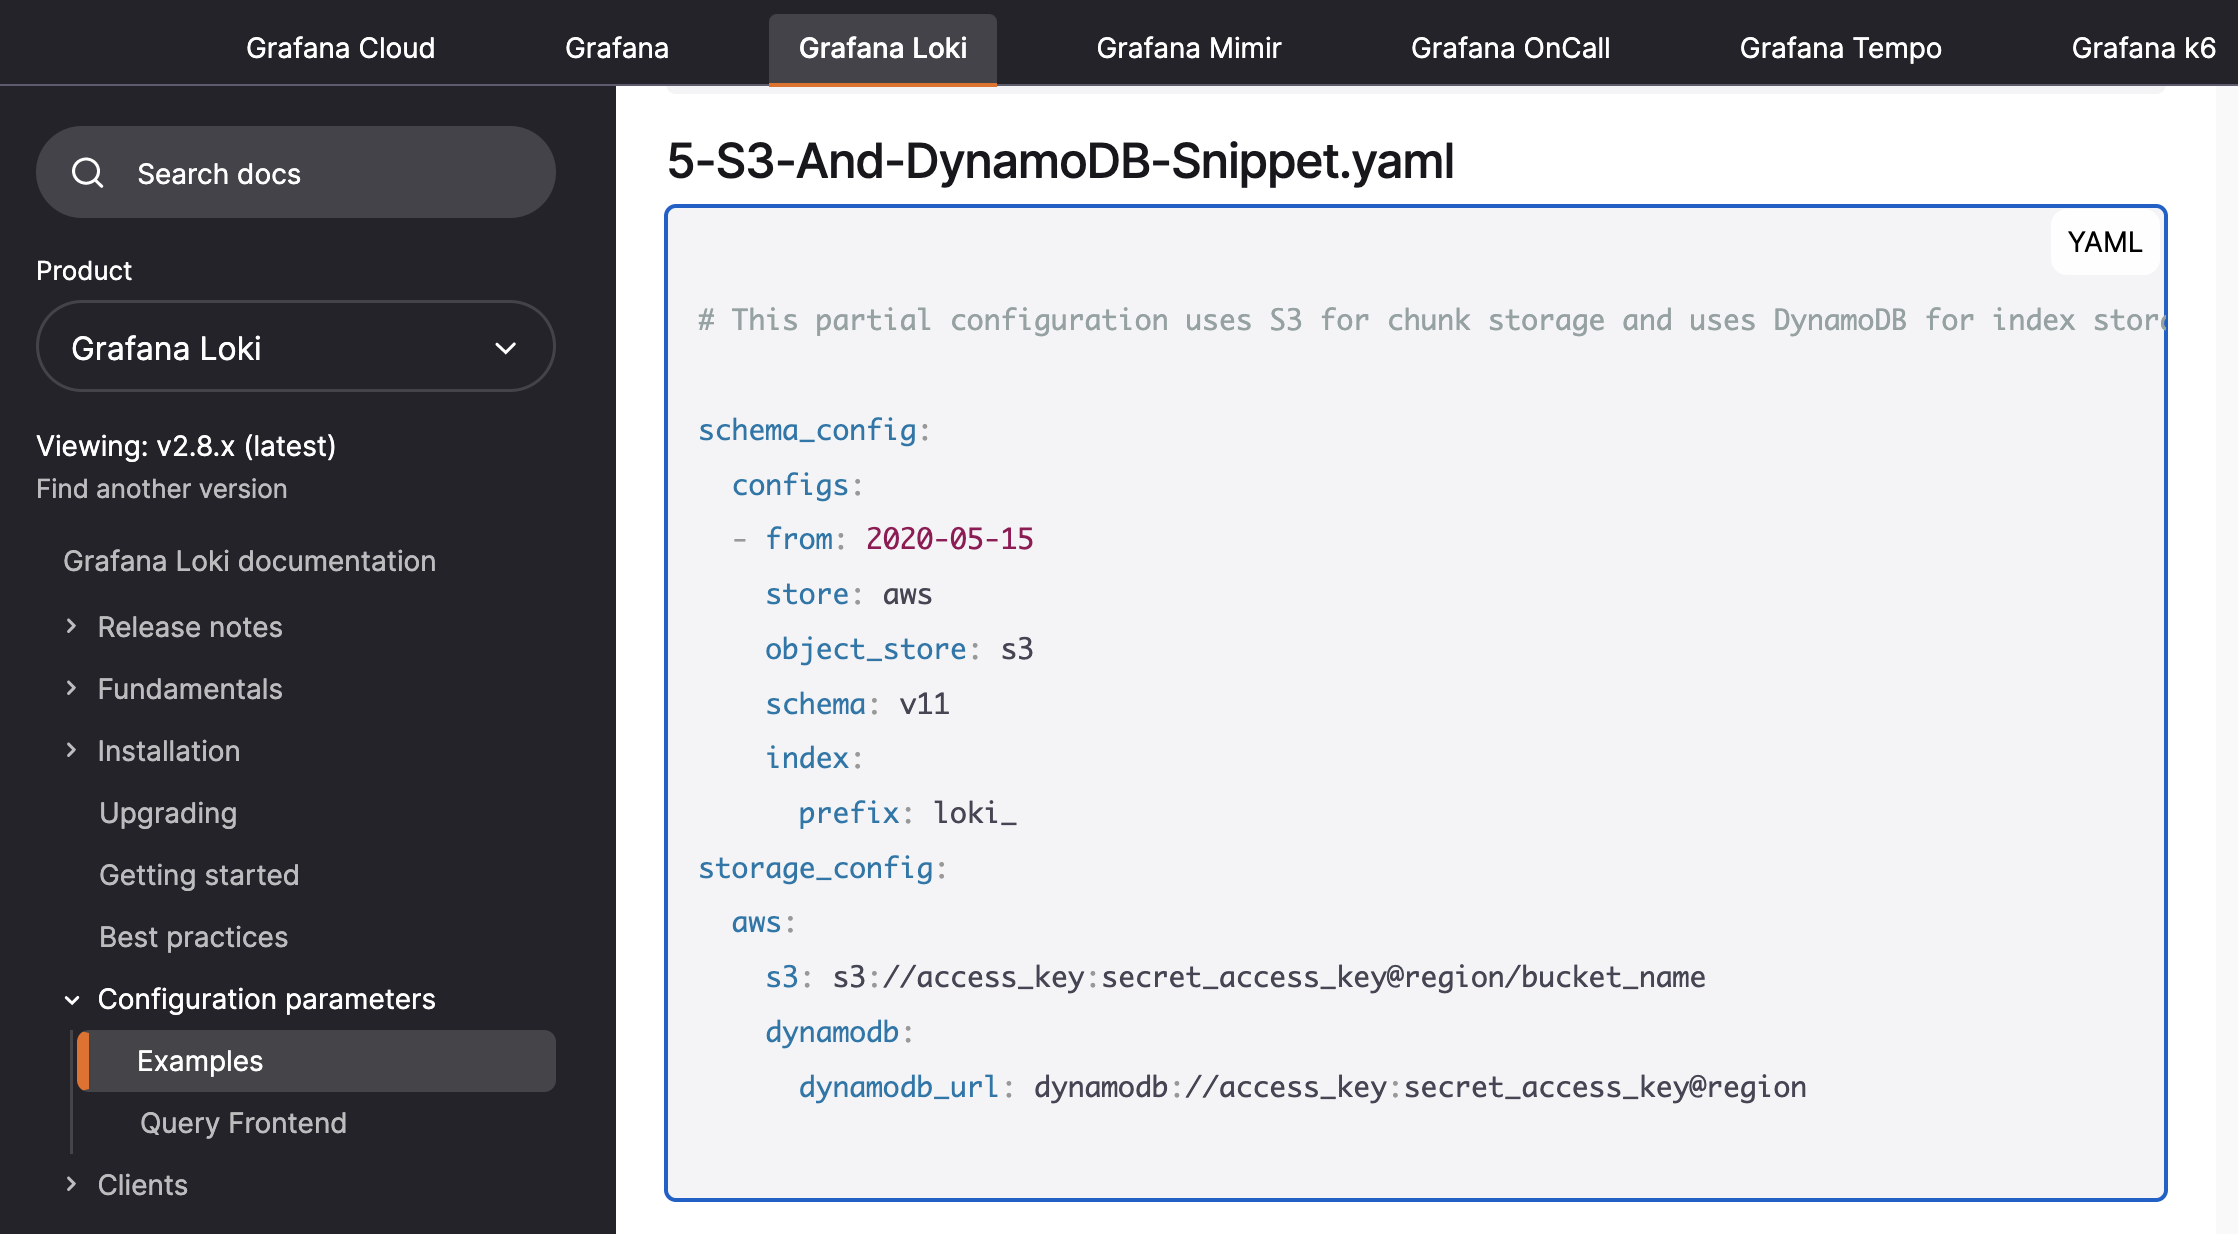 Grafana Cloud
Grafana
Grafana Loki
Grafana Mimir
Grafana OnCall
Grafana Tempo
Grafana k6
Search docs
Product
Grafana Loki
Viewing: v2.8.x (latest)
Find another version
Grafana Loki documentation
Release notes
Fundamentals
Installation
Upgrading
Getting started
Best practices
Configuration parameters
Examples
Query Frontend
Clients
5-S3-And-DynamoDB-Snippet.yaml
YAML
# This partial configuration uses S3 for chunk storage and uses DynamoDB for index
schema_config:
  configs:
  - from: 2020-05-15
    store: aws
    object_store: s3
    schema: v11
    index:
      prefix: loki_
storage_config:
  aws:
    s3: s3://access_key:secret_access_key@region/bucket_name
    dynamodb:
      dynamodb_url: dynamodb://access_key:secret_access_key@region